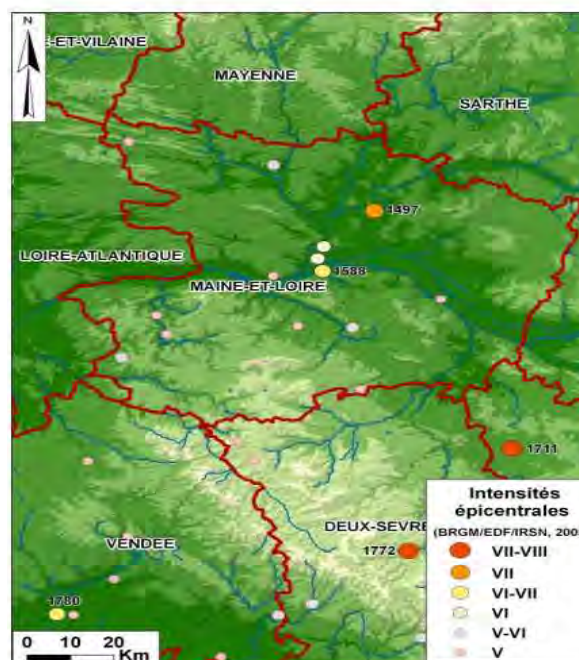 N
E-ET-VILAINE
MAYENNE
SARTHE
1497
LOIRE-ATLANTIQUE
1588
MAINE-ET-LOIRE
1711
Intensités
épicentrales
(BRGM/EDF/IRSN, 200
DEUX-SEVRE
VII-VIII
1772
VENDEE
VII
VI-VII
VI
1780
V-VI
0 10 20
Km
V